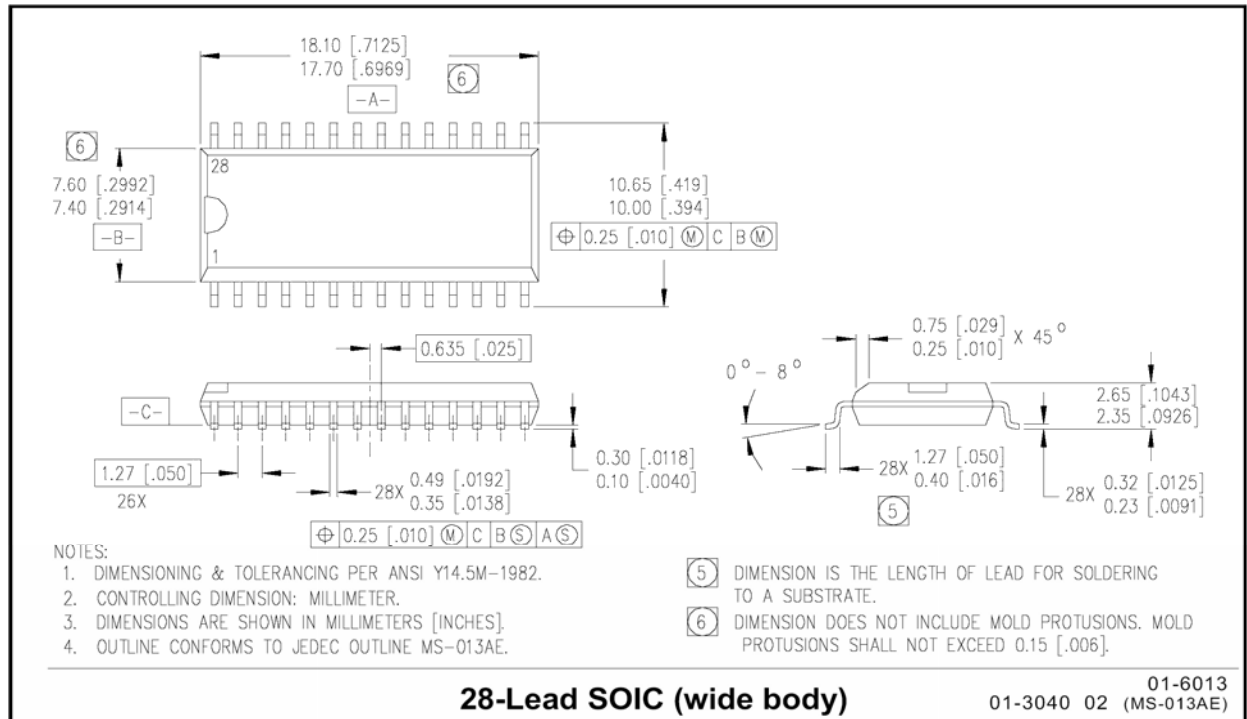 18.10 [.7125]
17.70 [.6969]
6
-A-
6
28
7.60 [.2992]
7.40 [.2914]
-B-
1
10.65 [.419]
10.00 [.394]
⌖ 0.25 [.010] Ⓜ C B Ⓜ
0.635 [.025]
0.75 [.029]
0.25 [.010] X 45°
0° - 8°
-C-
2.65 [.1043]
2.35 [.0926]
1.27 [.050]
26X
28X 0.49 [.0192]
0.35 [.0138]
0.30 [.0118]
0.10 [.0040]
28X 1.27 [.050]
0.40 [.016]
5
28X 0.32 [.0125]
0.23 [.0091]
⌖ 0.25 [.010] Ⓜ C B Ⓢ A Ⓢ
NOTES:
1. DIMENSIONING & TOLERANCING PER ANSI Y14.5M-1982.
2. CONTROLLING DIMENSION: MILLIMETER.
3. DIMENSIONS ARE SHOWN IN MILLIMETERS [INCHES].
4. OUTLINE CONFORMS TO JEDEC OUTLINE MS-013AE.
5 DIMENSION IS THE LENGTH OF LEAD FOR SOLDERING
TO A SUBSTRATE.
6 DIMENSION DOES NOT INCLUDE MOLD PROTUSIONS. MOLD
PROTUSIONS SHALL NOT EXCEED 0.15 [.006].
28-Lead SOIC (wide body)
01-6013
01-3040 02 (MS-013AE)